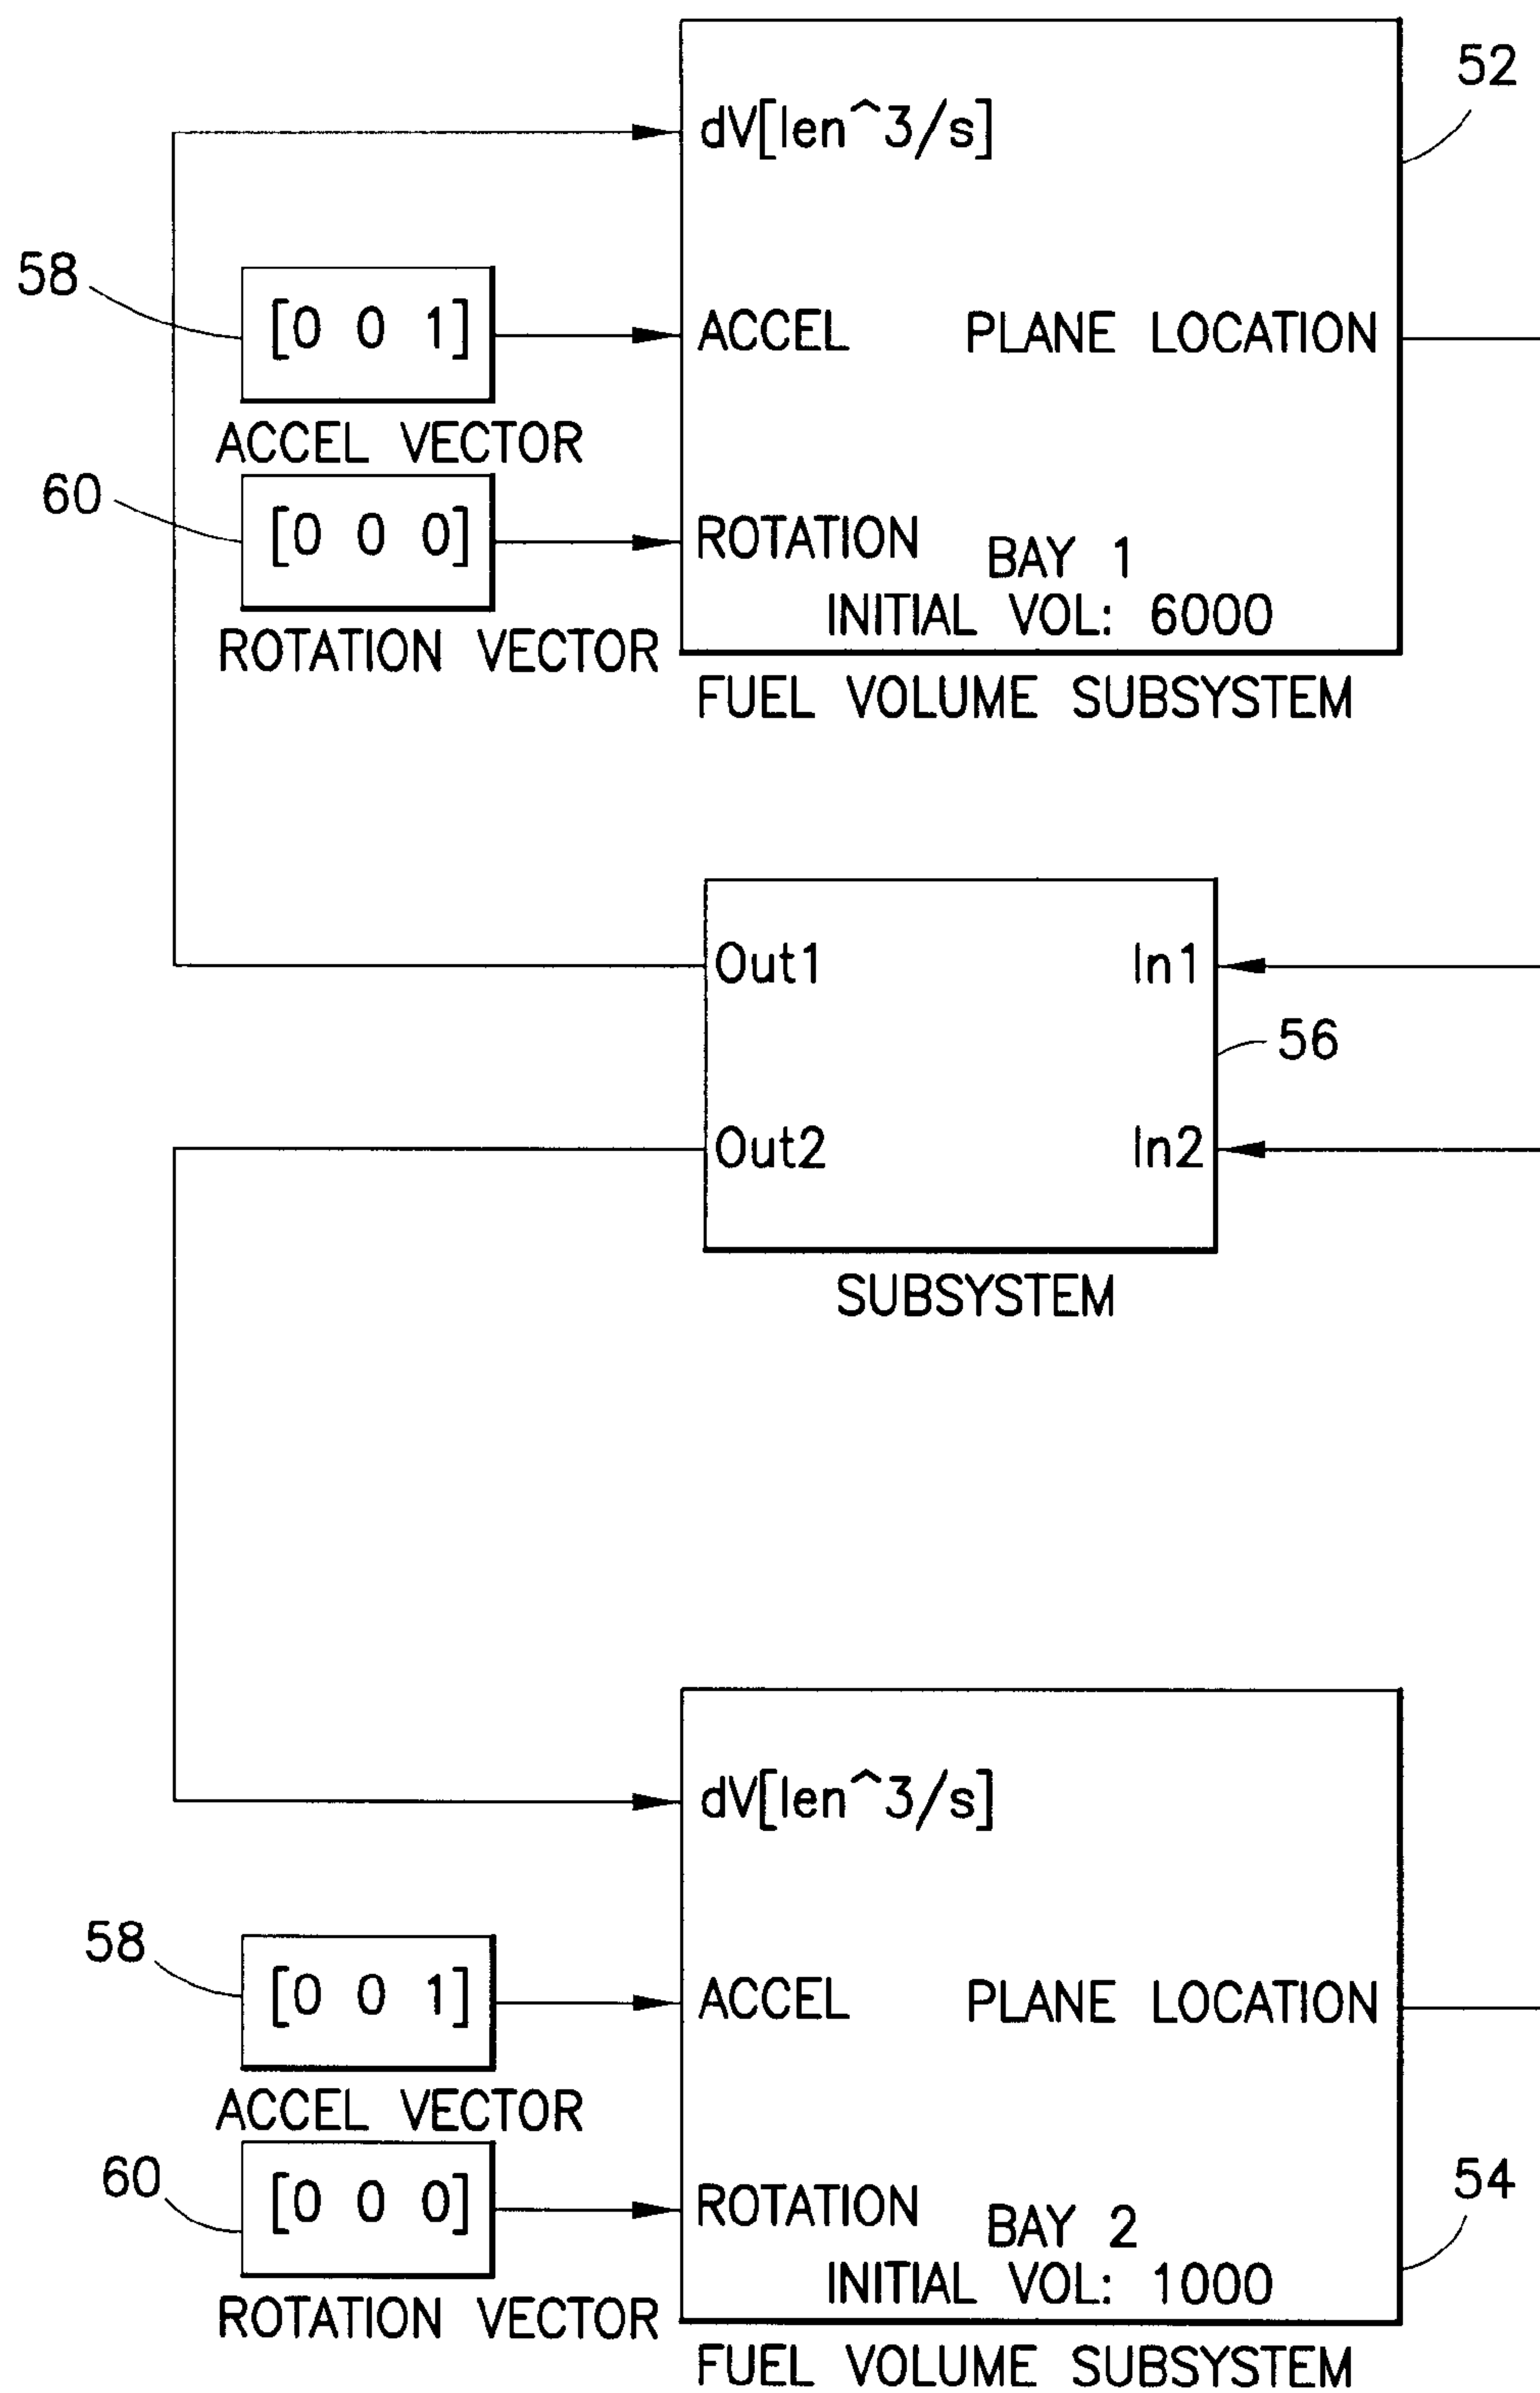 52
dV[len^3/s]
58
[0 0 1]
ACCEL PLANE LOCATION
ACCEL VECTOR
60
[0 0 0]
ROTATION
BAY 1
INITIAL VOL: 6000
ROTATION VECTOR
FUEL VOLUME SUBSYSTEM
Out1 In1
56
Out2 In2
SUBSYSTEM
dV[len^3/s]
58
[0 0 1]
ACCEL PLANE LOCATION
ACCEL VECTOR
60
[0 0 0]
ROTATION
54
BAY 2
INITIAL VOL: 1000
ROTATION VECTOR
FUEL VOLUME SUBSYSTEM